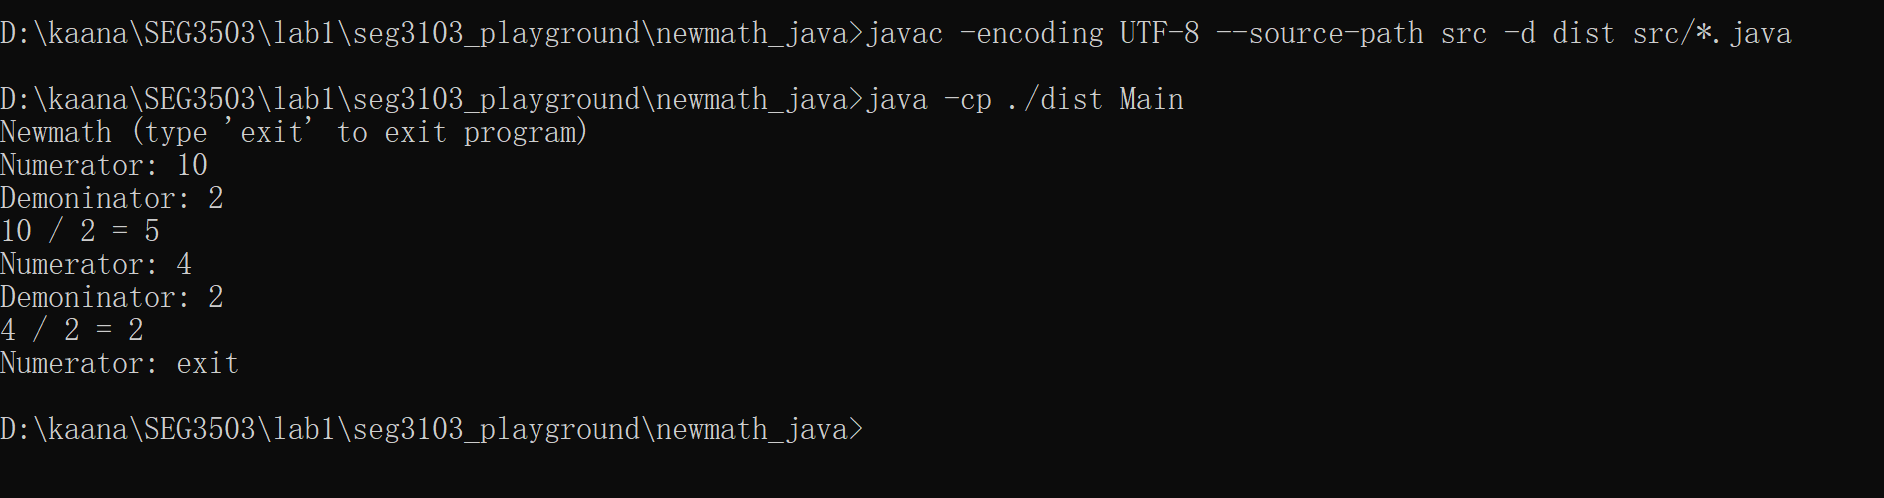 D:\kaana\SEG3503\lab1\seg3103_playground\newmath_java>javac -encoding UTF-8 --source-path src -d dist src/*.java
D:\kaana\SEG3503\lab1\seg3103_playground\newmath_java>java -cp ./dist Main
Newmath (type 'exit' to exit program)
Numerator: 10
Demoninator: 2
10 / 2 = 5
Numerator: 4
Demoninator: 2
4 / 2 = 2
Numerator: exit
D:\kaana\SEG3503\lab1\seg3103_playground\newmath_java>